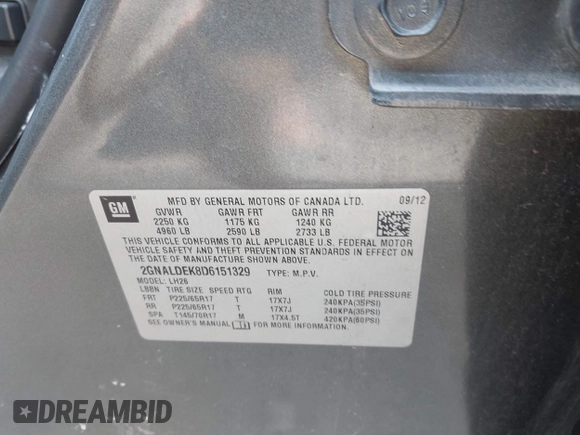 YOE
GM
MFD BY GENERAL MOTORS OF CANADA LTD. 09/12
GVWR GAWR FRT GAWR RR
2250 KG 1175 KG 1240 KG
4960 LB 2590 LB 2733 LB
THIS VEHICLE CONFORMS TO ALL APPLICABLE U.S. FEDERAL MOTOR
VEHICLE SAFETY AND THEFT PREVENTION STANDARDS IN EFFECT ON
THE DATE OF MANUFACTURE SHOWN ABOVE.
2GNALDEK8D6151329 TYPE: M.P.V.
MODEL: LH26
LBBN TIRE SIZE SPEED RTG RIM COLD TIRE PRESSURE
FRT P225/65R17 T 17X7J 240KPA(35PSI)
RR P225/65R17 T 17X7J 240KPA(35PSI)
SPA T145/70R17 M 17X4.5T 420KPA(60PSI)
SEE OWNER'S MANUAL FOR ADDITIONAL INFORMATION.
DREAMBID